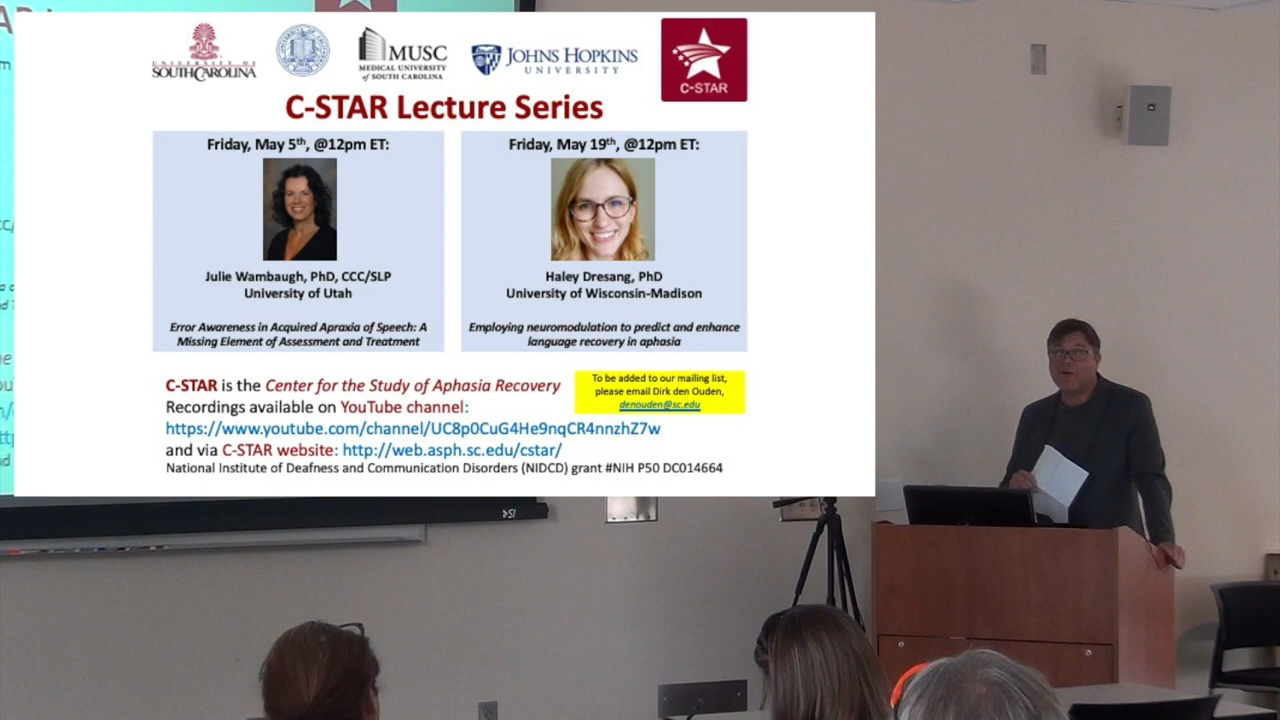 UNIVERSITY OF
SOUTH CAROLINA
MUSC
MEDICAL UNIVERSITY
of SOUTH CAROLINA
JOHNS HOPKINS
UNIVERSITY
C-STAR
C-STAR Lecture Series
Friday, May 5th, @12pm ET:
Julie Wambaugh, PhD, CCC/SLP
University of Utah
Error Awareness in Acquired Apraxia of Speech: A
Missing Element of Assessment and Treatment
Friday, May 19th, @12pm ET:
Haley Dresang, PhD
University of Wisconsin-Madison
Employing neuromodulation to predict and enhance
language recovery in aphasia
C-STAR is the Center for the Study of Aphasia Recovery
Recordings available on YouTube channel:
https://www.youtube.com/channel/UC8p0CuG4He9nqCR4nnzhZ7w
and via C-STAR website: http://web.asph.sc.edu/cstar/
National Institute of Deafness and Communication Disorders (NIDCD) grant #NIH P50 DC014664
To be added to our mailing list,
please email Dirk den Ouden,
denouden@sc.edu